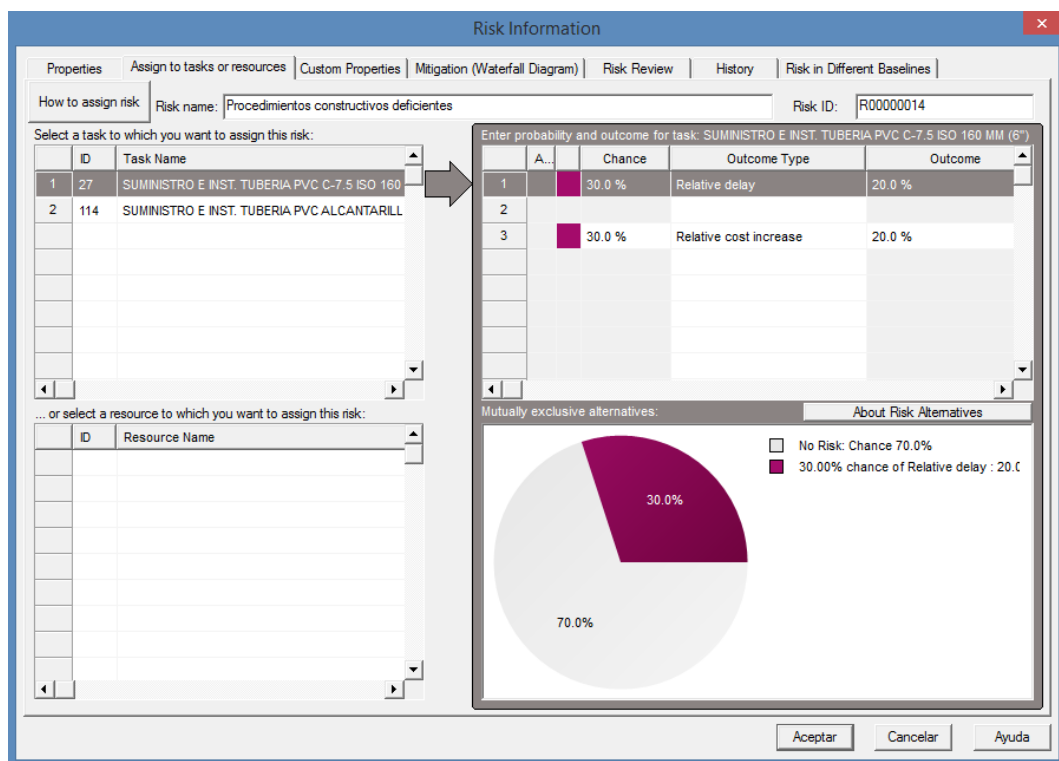 Risk Information
Properties Assign to tasks or resources Custom Properties Mitigation (Waterfall Diagram) Risk Review History Risk in Different Baselines
How to assign risk Risk name: Procedimientos constructivos deficientes Risk ID: R00000014
Select a task to which you want to assign this risk:
ID Task Name
1 27 SUMINISTRO E INST. TUBERIA PVC C-7.5 ISO 160
2 114 SUMINISTRO E INST. TUBERIA PVC ALCANTARILL
Enter probability and outcome for task: SUMINISTRO E INST. TUBERIA PVC C-7.5 ISO 160 MM (6")
A... Chance Outcome Type Outcome
1 30.0 % Relative delay 20.0 %
2
3 30.0 % Relative cost increase 20.0 %
... or select a resource to which you want to assign this risk:
ID Resource Name
Mutually exclusive alternatives: About Risk Alternatives
No Risk: Chance 70.0%
30.00% chance of Relative delay : 20.0
30.0%
70.0%
Aceptar Cancelar Ayuda